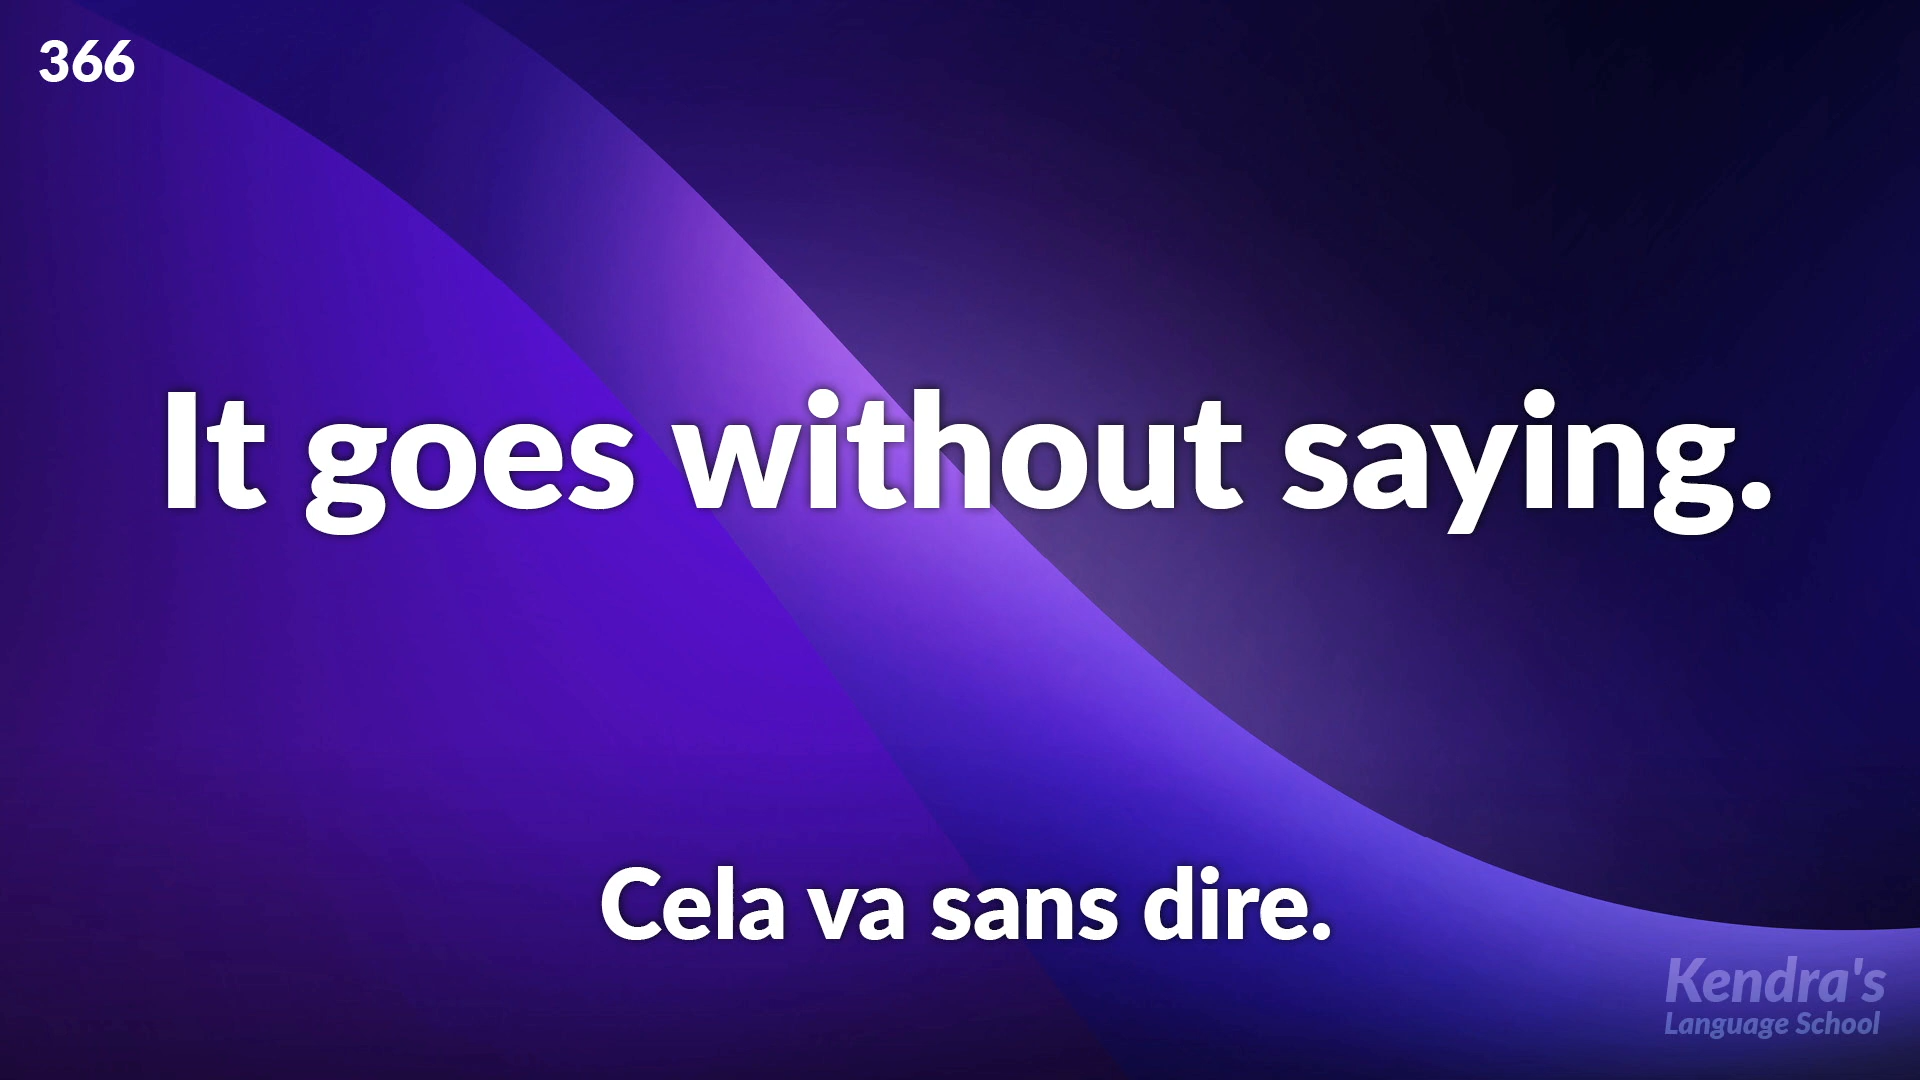 366
It goes without saying.
Cela va sans dire.
Kendra's
Language School